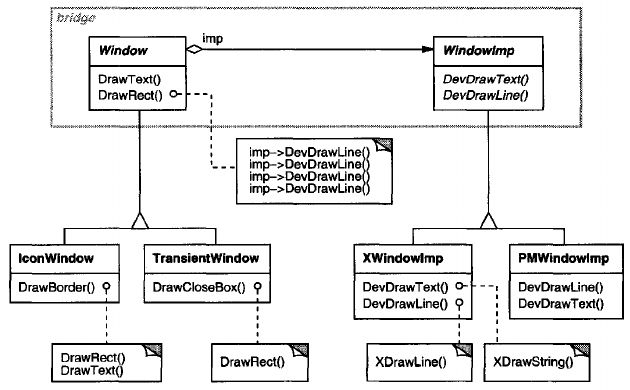 bridge
imp
Window
DrawText()
DrawRect()
WindowImp
DevDrawText()
DevDrawLine()
imp->DevDrawLine()
imp->DevDrawLine()
imp->DevDrawLine()
imp->DevDrawLine()
IconWindow
DrawBorder()
TransientWindow
DrawCloseBox()
XWindowImp
DevDrawText()
DevDrawLine()
PMWindowImp
DevDrawLine()
DevDrawText()
DrawRect()
DrawText()
DrawRect()
XDrawLine()
XDrawString()